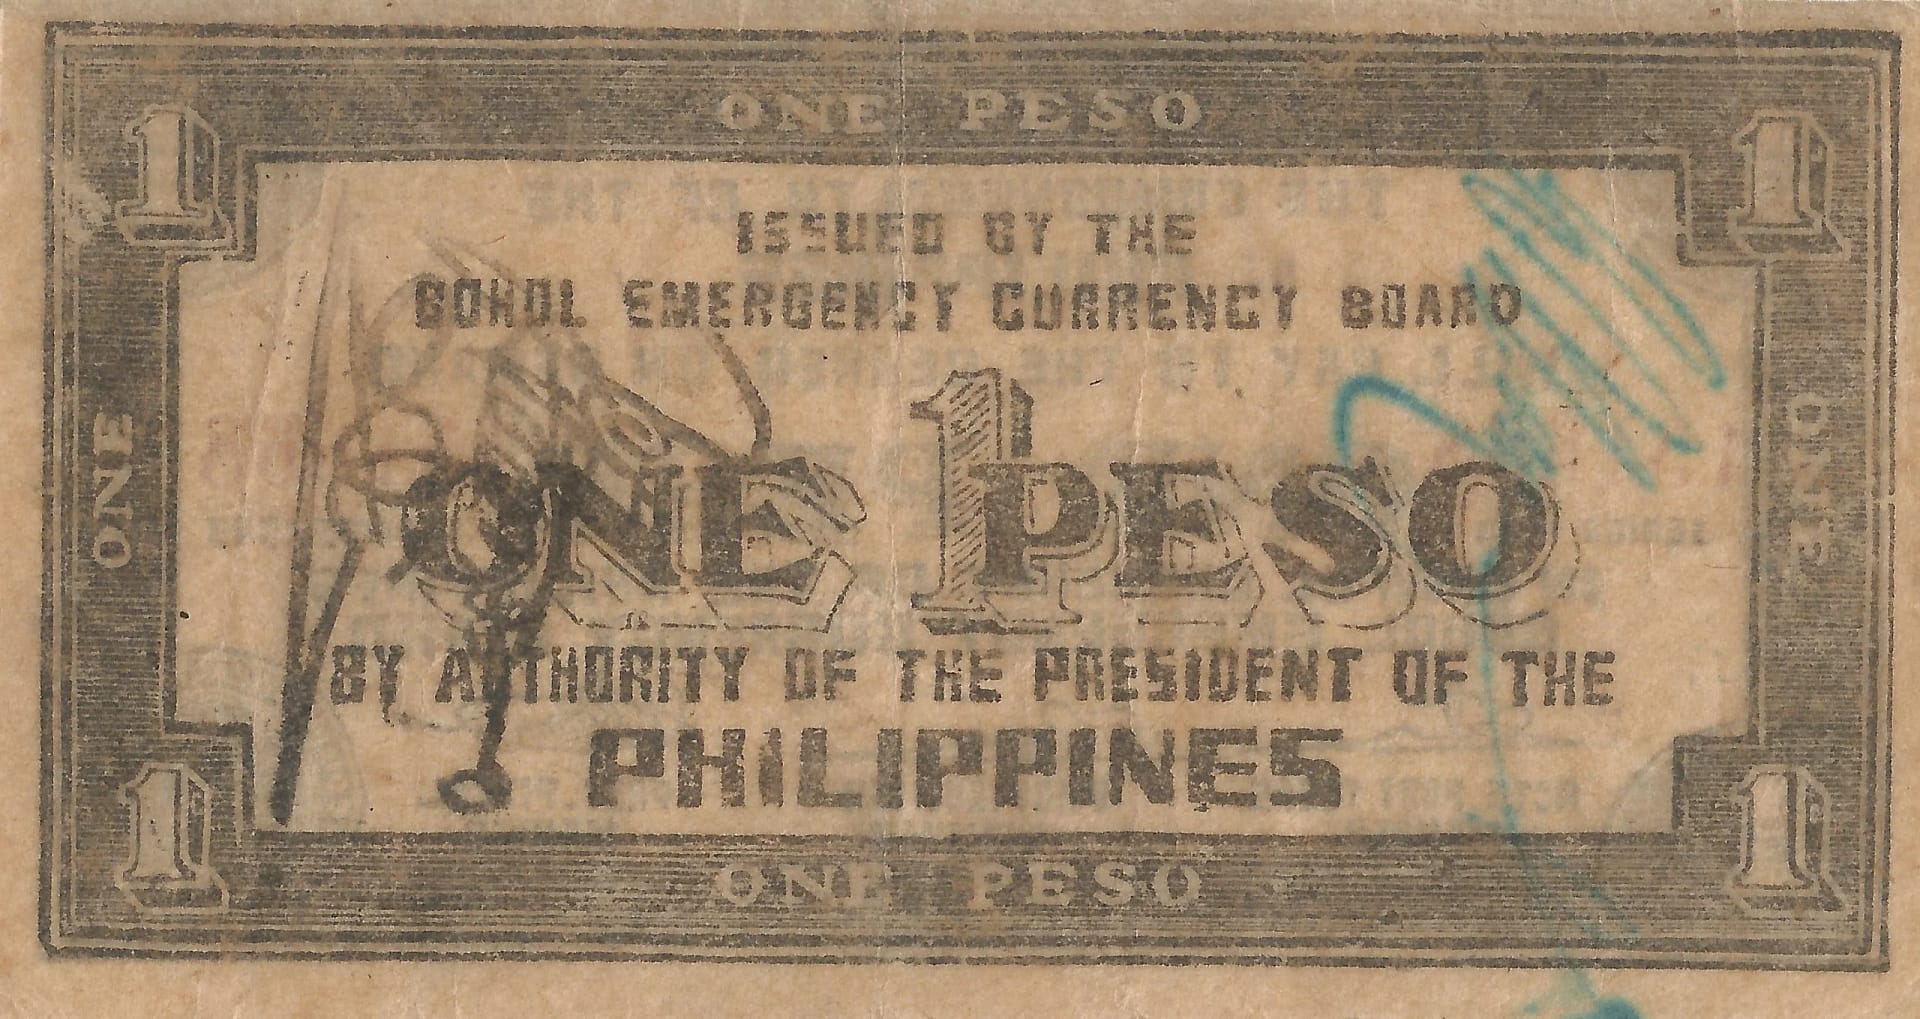 ONE PESO
1 1
ISSUED BY THE
BOHOL EMERGENCY CURRENCY BOARD
ONE 1 PESO
ONE ONE
BY AUTHORITY OF THE PRESIDENT OF THE
PHILIPPINES
1 1
ONE PESO